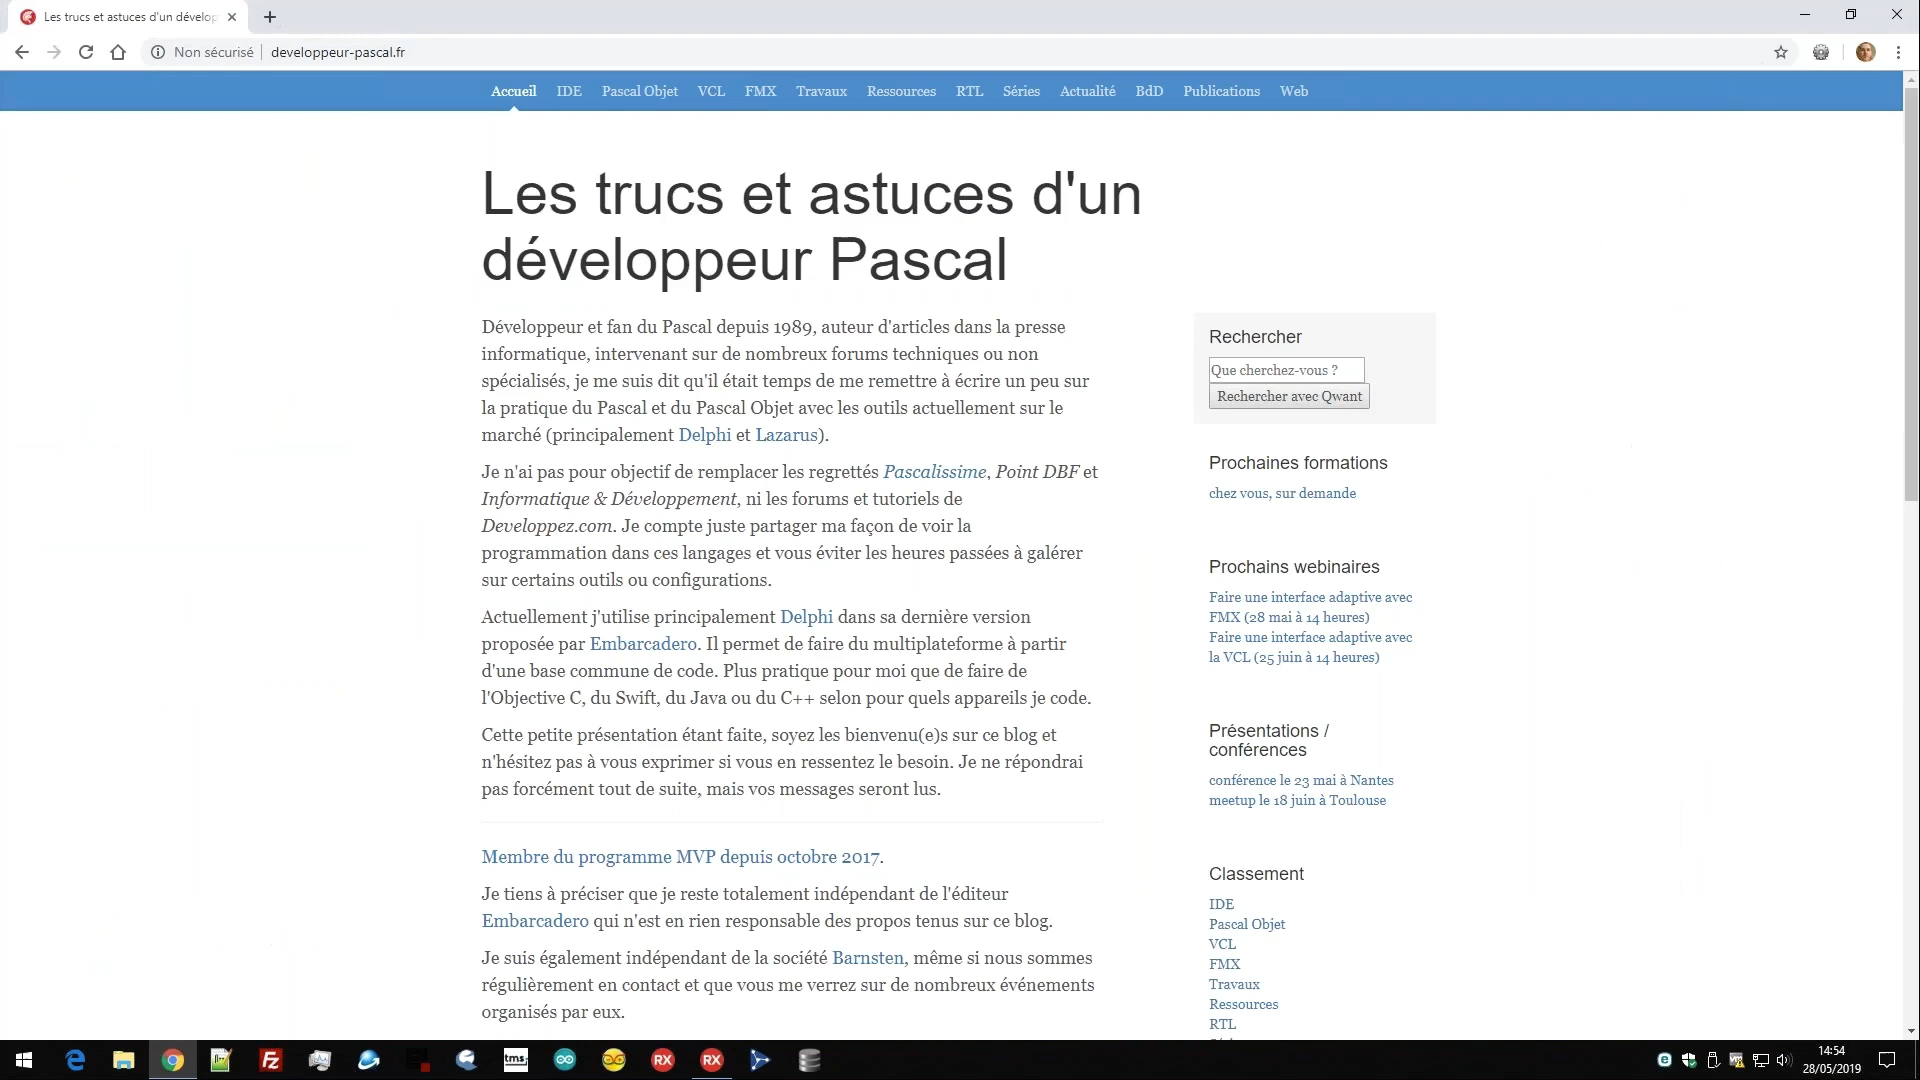 Les trucs et astuces d'un dévelop
Non sécurisé
developpeur-pascal.fr
Accueil IDE Pascal Objet VCL FMX Travaux Ressources RTL Séries Actualité BdD Publications Web
Les trucs et astuces d'un
développeur Pascal
Développeur et fan du Pascal depuis 1989, auteur d'articles dans la presse
informatique, intervenant sur de nombreux forums techniques ou non
spécialisés, je me suis dit qu'il était temps de me remettre à écrire un peu sur
la pratique du Pascal et du Pascal Objet avec les outils actuellement sur le
marché (principalement Delphi et Lazarus).
Je n'ai pas pour objectif de remplacer les regrettés Pascalissime, Point DBF et
Informatique & Développement, ni les forums et tutoriels de
Developpez.com. Je compte juste partager ma façon de voir la
programmation dans ces langages et vous éviter les heures passées à galérer
sur certains outils ou configurations.
Actuellement j'utilise principalement Delphi dans sa dernière version
proposée par Embarcadero. Il permet de faire du multiplateforme à partir
d'une base commune de code. Plus pratique pour moi que de faire de
l'Objective C, du Swift, du Java ou du C++ selon pour quels appareils je code.
Cette petite présentation étant faite, soyez les bienvenu(e)s sur ce blog et
n'hésitez pas à vous exprimer si vous en ressentez le besoin. Je ne répondrai
pas forcément tout de suite, mais vos messages seront lus.
Membre du programme MVP depuis octobre 2017.
Je tiens à préciser que je reste totalement indépendant de l'éditeur
Embarcadero qui n'est en rien responsable des propos tenus sur ce blog.
Je suis également indépendant de la société Barnsten, même si nous sommes
régulièrement en contact et que vous me verrez sur de nombreux événements
organisés par eux.
Rechercher
Que cherchez-vous ?
Rechercher avec Qwant
Prochaines formations
chez vous, sur demande
Prochains webinaires
Faire une interface adaptive avec
FMX (28 mai à 14 heures)
Faire une interface adaptive avec
la VCL (25 juin à 14 heures)
Présentations /
conférences
conférence le 23 mai à Nantes
meetup le 18 juin à Toulouse
Classement
IDE
Pascal Objet
VCL
FMX
Travaux
Ressources
RTL
tms
RX
RX
14:54
28/05/2019